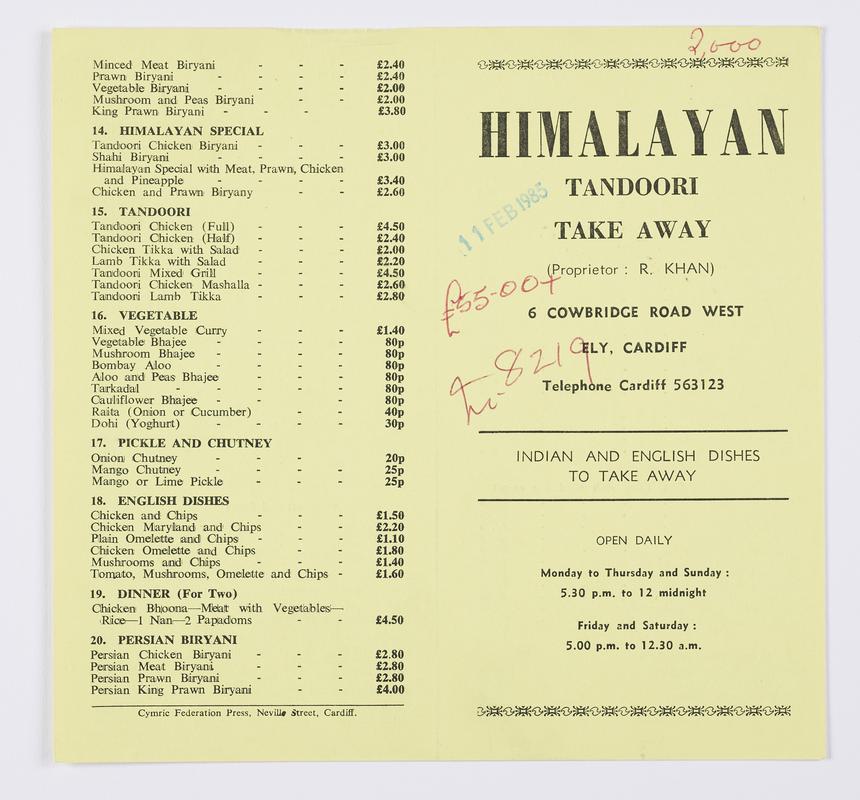 Minced Meat Biryani - - - £2.40
Prawn Biryani - - - £2.40
Vegetable Biryani - - - £2.00
Mushroom and Peas Biryani - - £2.00
King Prawn Biryani - - - £3.80
14. HIMALAYAN SPECIAL
Tandoori Chicken Biryani - - - £3.00
Shahi Biryani - - - - £3.00
Himalayan Special with Meat, Prawn, Chicken
and Pineapple - - - - £3.40
Chicken and Prawn Biryany - - - £2.60
15. TANDOORI
Tandoori Chicken (Full) - - - £4.50
Tandoori Chicken (Half) - - - £2.40
Chicken Tikka with Salad - - - £2.00
Lamb Tikka with Salad - - - £2.20
Tandoori Mixed Grill - - - £4.50
Tandoori Chicken Mashalla - - - £2.60
Tandoori Lamb Tikka - - - £2.80
16. VEGETABLE
Mixed Vegetable Curry - - - £1.40
Vegetable Bhajee - - - - 80p
Mushroom Bhajee - - - - 80p
Bombay Aloo - - - - 80p
Aloo and Peas Bhajee - - - 80p
Tarkadal - - - - - 80p
Cauliflower Bhajee - - - - 80p
Raita (Onion or Cucumber) - - 40p
Dohi (Yoghurt) - - - - 30p
17. PICKLE AND CHUTNEY
Onion Chutney - - - 20p
Mango Chutney - - - - 25p
Mango or Lime Pickle - - - 25p
18. ENGLISH DISHES
Chicken and Chips - - - £1.50
Chicken Maryland and Chips - - £2.20
Plain Omelette and Chips - - - £1.10
Chicken Omelette and Chips - - £1.80
Mushrooms and Chips - - - £1.40
Tomato, Mushrooms, Omelette and Chips - £1.60
19. DINNER (For Two)
Chicken Bhoona—Meat with Vegetables—
Rice—1 Nan—2 Papadoms - - £4.50
20. PERSIAN BIRYANI
Persian Chicken Biryani - - - £2.80
Persian Meat Biryani - - - £2.80
Persian Prawn Biryani - - - £2.80
Persian King Prawn Biryani - - £4.00
Cymric Federation Press, Neville Street, Cardiff.
2,000
HIMALAYAN
TANDOORI
11 FEB 1985
TAKE AWAY
(Proprietor : R. KHAN)
£55-00+
6 COWBRIDGE ROAD WEST
ELY, CARDIFF
8219
Telephone Cardiff 563123
INDIAN AND ENGLISH DISHES
TO TAKE AWAY
OPEN DAILY
Monday to Thursday and Sunday :
5.30 p.m. to 12 midnight
Friday and Saturday :
5.00 p.m. to 12.30 a.m.